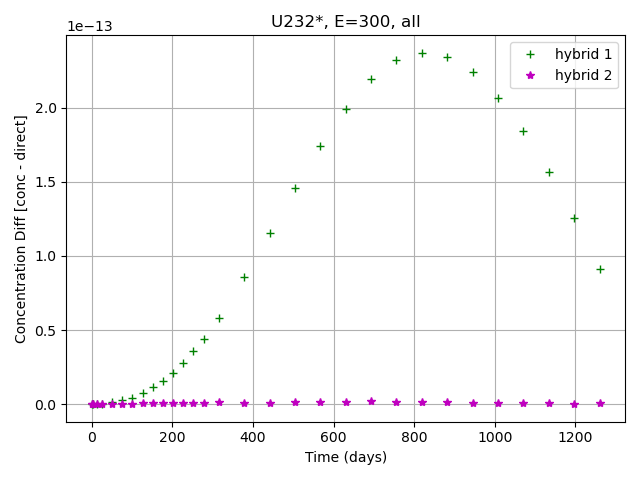 U232*, E=300, all
1e−13
hybrid 1
hybrid 2
2.0
1.5
1.0
0.5
0.0
Concentration Diff [conc - direct]
0 200 400 600 800 1000 1200
Time (days)